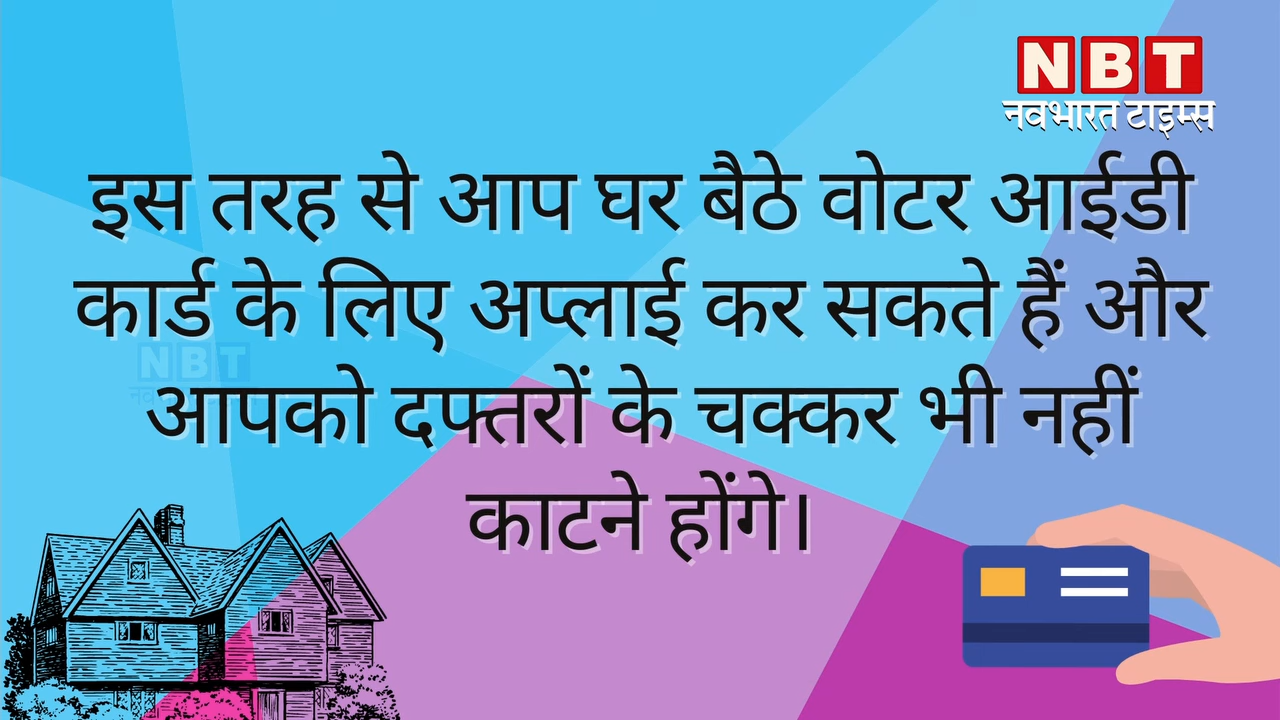 NBT
नवभारत टाइम्स
इस तरह से आप घर बैठे वोटर आईडी
कार्ड के लिए अप्लाई कर सकते हैं और
आपको दफ्तरों के चक्कर भी नहीं
काटने होंगे।
NBT